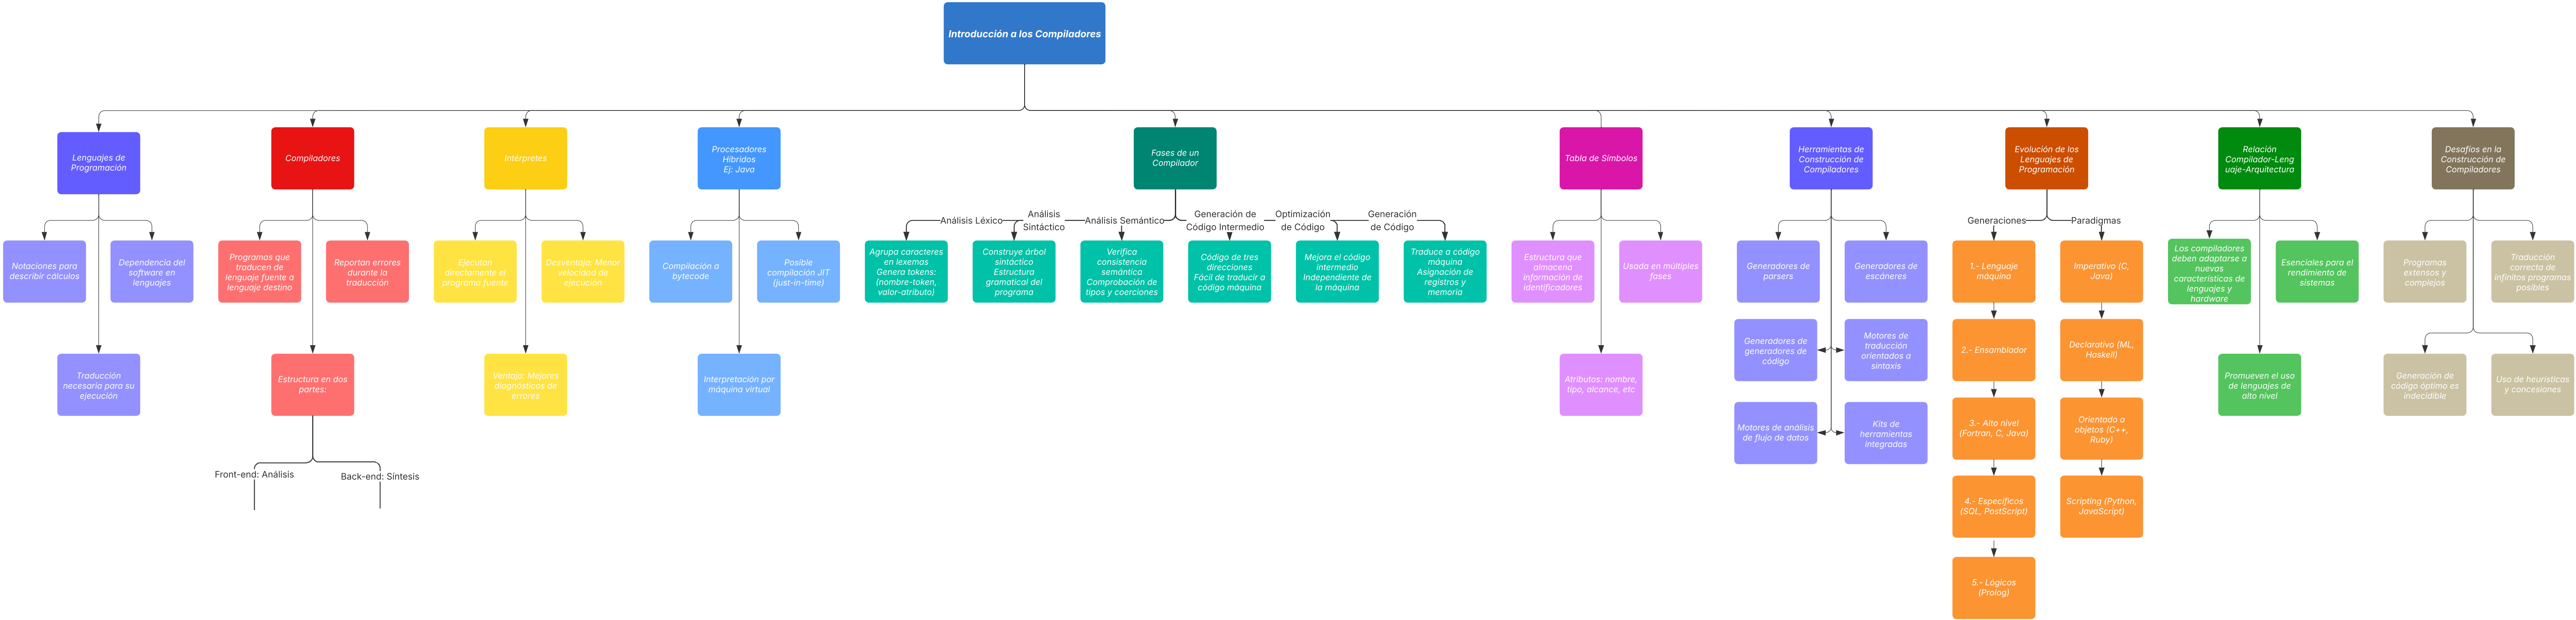 Introducción a los Compiladores
Lenguajes de
Programación
Compiladores
Intérpretes
Procesadores
Híbridos
Ej: Java
Fases de un
Compilador
Tabla de Símbolos
Herramientas de
Construcción de
Compiladores
Evolución de los
Lenguajes de
Programación
Relación
Compilador-Leng
uaje-Arquitectura
Desafíos en la
Construcción de
Compiladores
Análisis Léxico
Análisis
Sintáctico
Análisis Semántico
Generación de
Código Intermedio
Optimización
de Código
Generación
de Código
Generaciones
Paradigmas
Notaciones para
describir cálculos
Dependencia del
software en
lenguajes
Programas que
traducen de
lenguaje fuente a
lenguaje destino
Reportan errores
durante la
traducción
Ejecutan
directamente el
programa fuente
Desventaja: Menor
velocidad de
ejecución
Compilación a
bytecode
Posible
compilación JIT
(just-in-time)
Agrupa caracteres
en lexemas
Genera tokens:
(nombre-token,
valor-atributo)
Construye árbol
sintáctico
Estructura
gramatical del
programa
Verifica
consistencia
semántica
Comprobación de
tipos y coerciones
Código de tres
direcciones
Fácil de traducir a
código máquina
Mejora el código
intermedio
Independiente de
la máquina
Traduce a código
máquina
Asignación de
registros y
memoria
Estructura que
almacena
información de
identificadores
Usada en múltiples
fases
Generadores de
parsers
Generadores de
escáneres
1.- Lenguaje
máquina
Imperativo (C,
Java)
Los compiladores
deben adaptarse a
nuevas
características de
lenguajes y
hardware
Esenciales para el
rendimiento de
sistemas
Programas
extensos y
complejos
Traducción
correcta de
infinitos programas
posibles
Generadores de
generadores de
código
Motores de
traducción
orientados a
sintaxis
2.- Ensamblador
Declarativo (ML,
Haskell)
Traducción
necesaria para su
ejecución
Estructura en dos
partes:
Ventaja: Mejores
diagnósticos de
errores
Interpretación por
máquina virtual
Atributos: nombre,
tipo, alcance, etc
Promueven el uso
de lenguajes de
alto nivel
Generación de
código óptimo es
indecidible
Uso de heurísticas
y concesiones
Motores de análisis
de flujo de datos
Kits de
herramientas
integradas
3.- Alto nivel
(Fortran, C, Java)
Orientado a
objetos (C++,
Ruby)
Front-end: Análisis
Back-end: Síntesis
4.- Específicos
(SQL, PostScript)
Scripting (Python,
JavaScript)
5.- Lógicos
(Prolog)